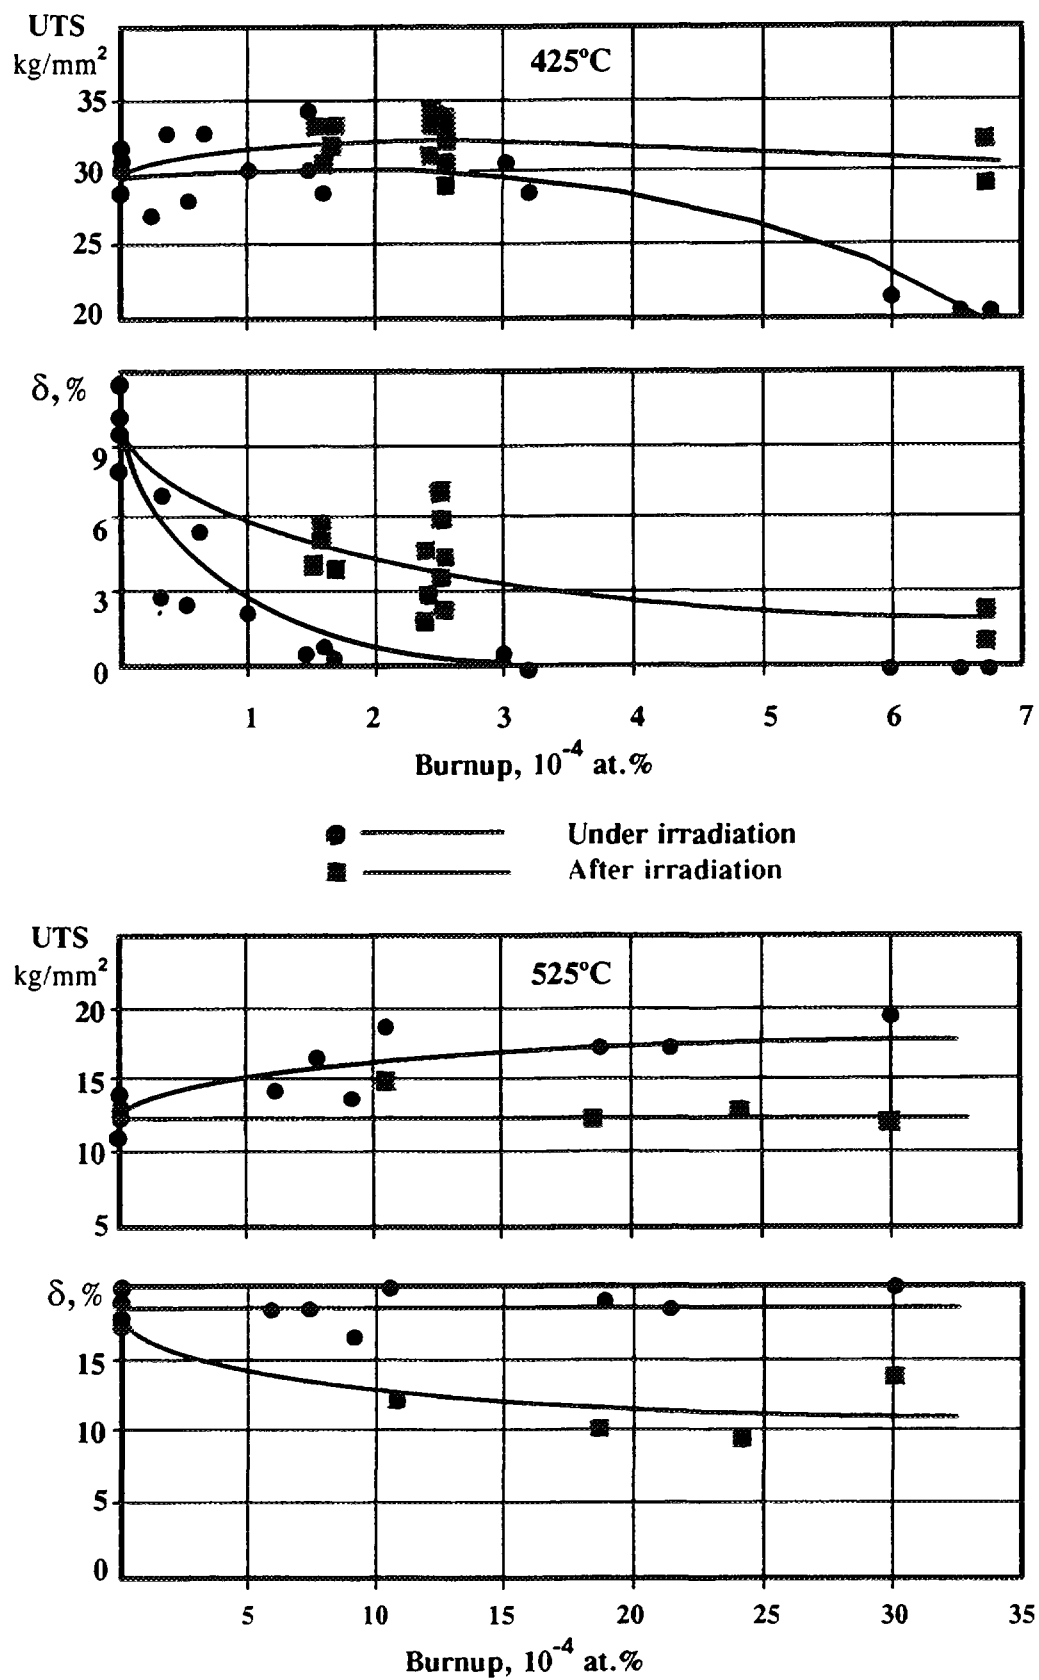 UTS
kg/mm²
425°C
35
30
25
20
δ, %
9
6
3
0
1 2 3 4 5 6 7
Burnup, 10⁻⁴ at.%
Under irradiation
After irradiation
UTS
kg/mm²
525°C
20
15
10
5
δ, %
15
10
5
0
5 10 15 20 25 30 35
Burnup, 10⁻⁴ at.%